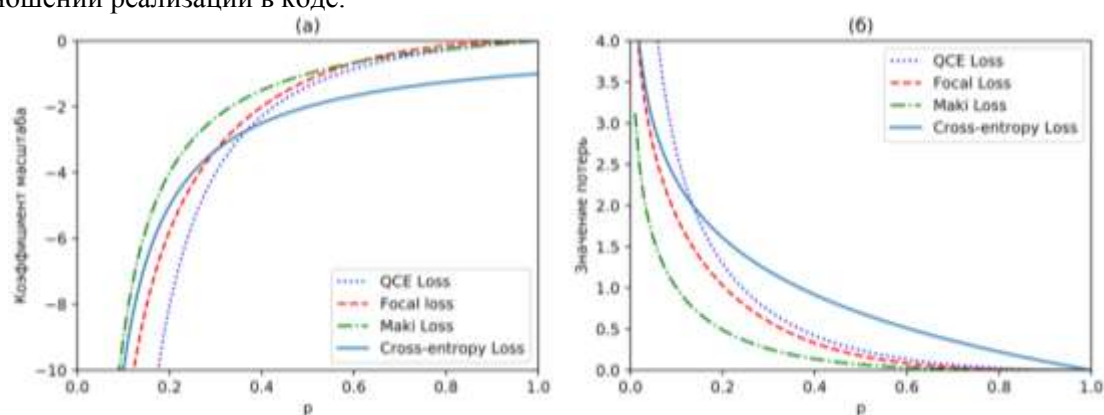 ношении реализации в коде.
(а)
0
−2
−4
−6
−8
−10
Коэффициент масштаба
QCE Loss
Focal loss
Maki Loss
Cross-entropy Loss
0.0 0.2 0.4 0.6 0.8 1.0
p
(б)
4.0
3.5
3.0
2.5
2.0
1.5
1.0
0.5
0.0
Значение потерь
QCE Loss
Focal Loss
Maki Loss
Cross-entropy Loss
0.0 0.2 0.4 0.6 0.8 1.0
p